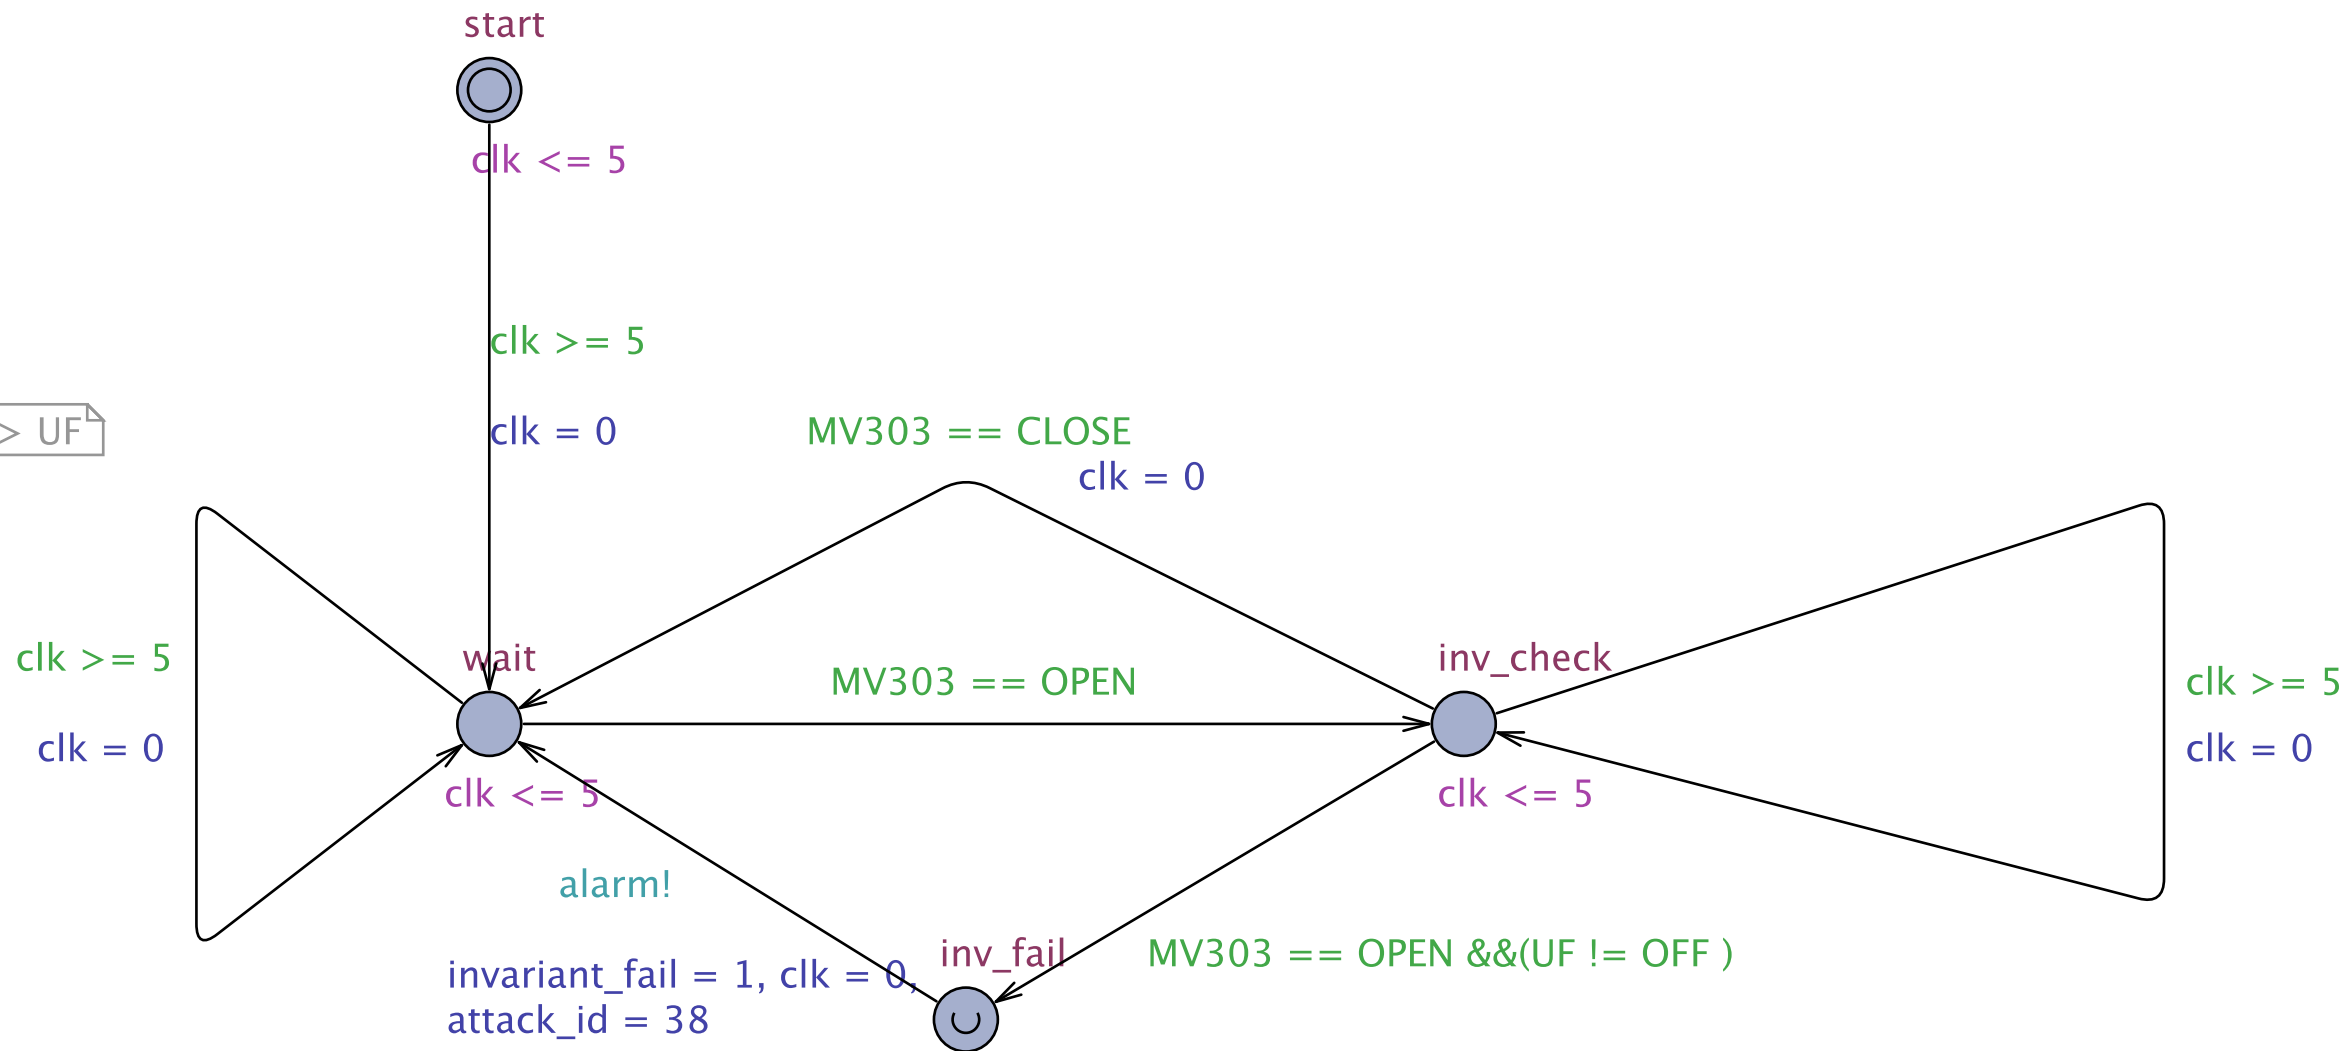 start
clk <= 5
clk >= 5
clk = 0
> UF
MV303 == CLOSE
clk = 0
clk >= 5
clk = 0
wait
clk <= 5
MV303 == OPEN
inv_check
clk <= 5
clk >= 5
clk = 0
alarm!
invariant_fail = 1, clk = 0,
attack_id = 38
inv_fail
MV303 == OPEN &&(UF != OFF )